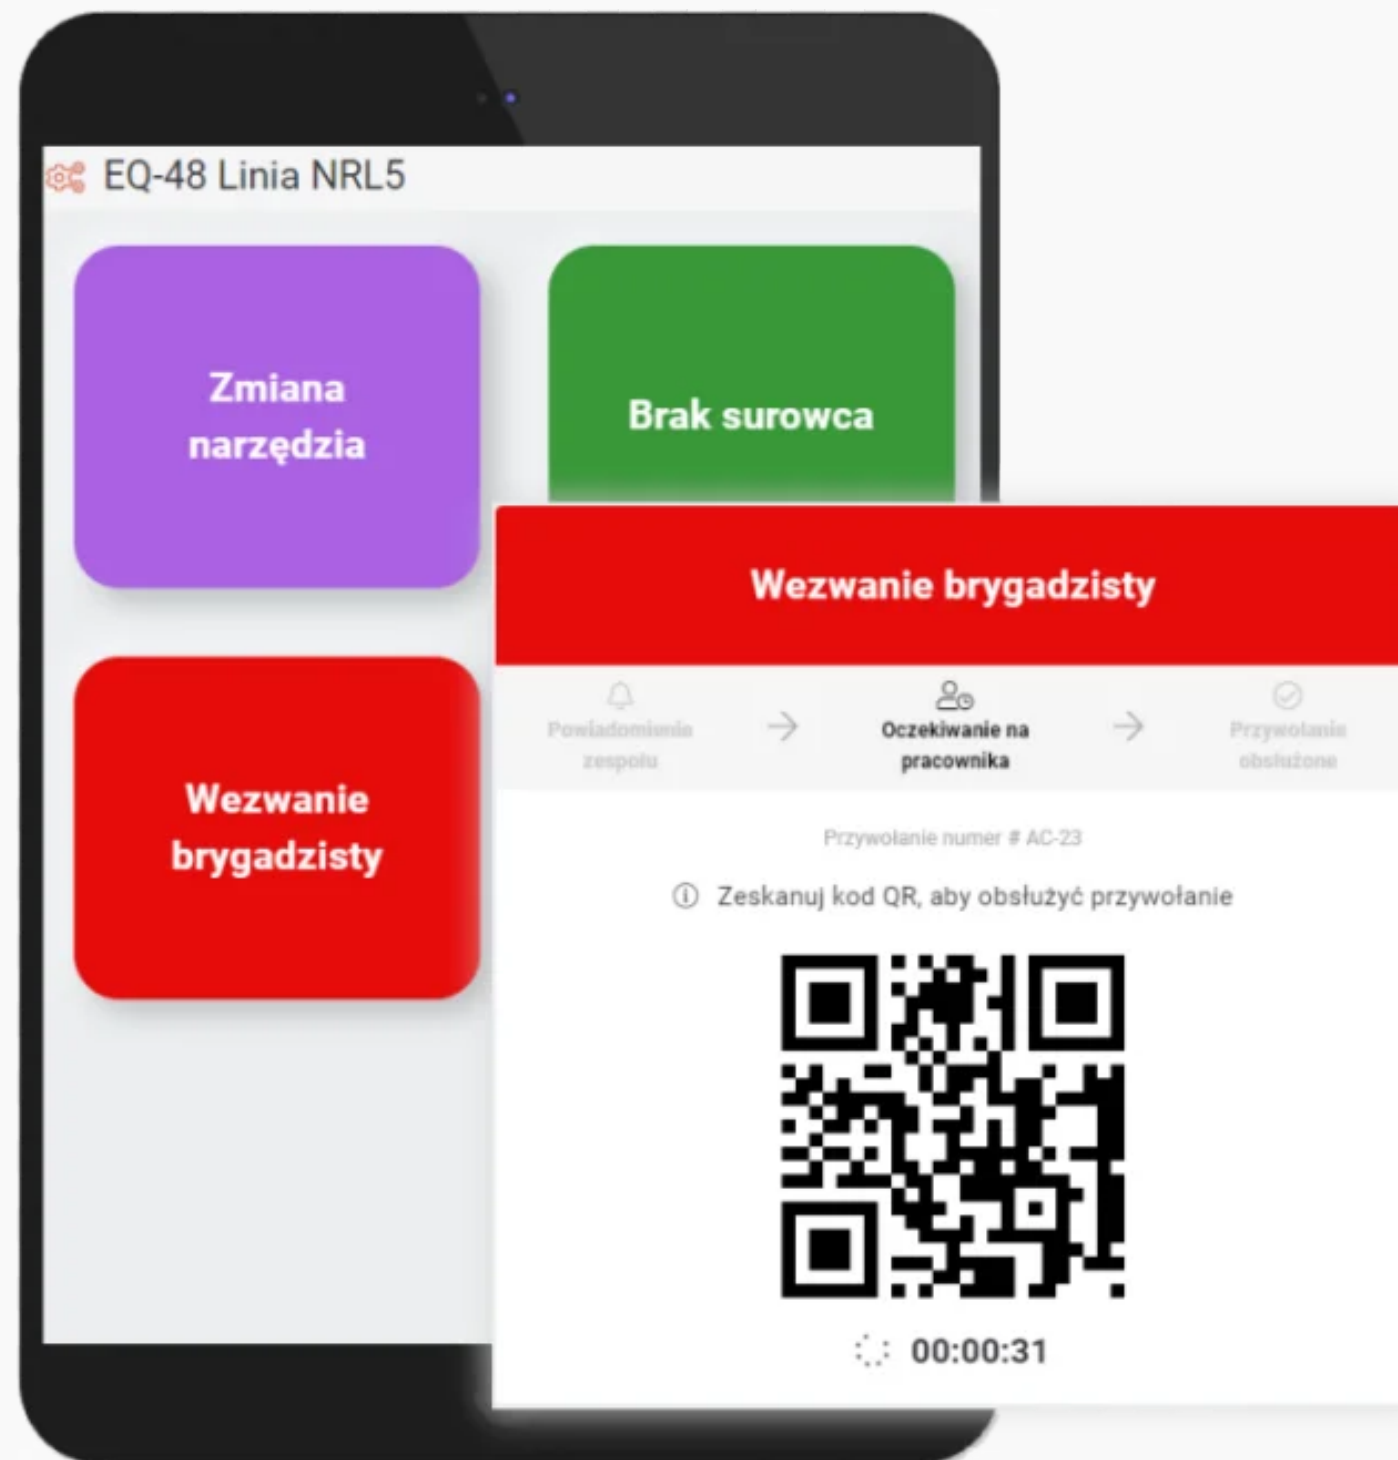 EQ-48 Linia NRL5
Zmiana
narzędzia
Brak surowca
Wezwanie
brygadzisty
Wezwanie brygadzisty
Powiadomienie
zespołu
Oczekiwanie na
pracownika
Przywołanie
obsłużone
Przywołanie numer # AC-23
Zeskanuj kod QR, aby obsłużyć przywołanie
00:00:31